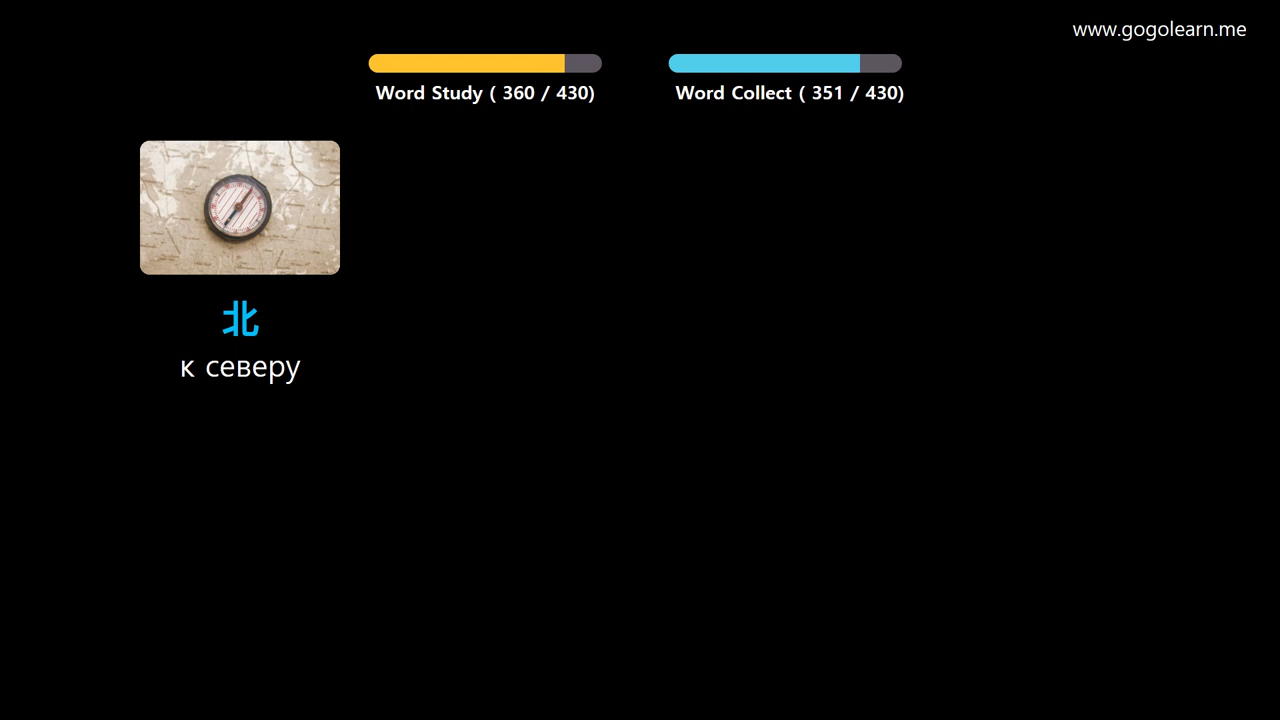 www.gogolearn.me
Word Study ( 360 / 430)
Word Collect ( 351 / 430)
北
к северу